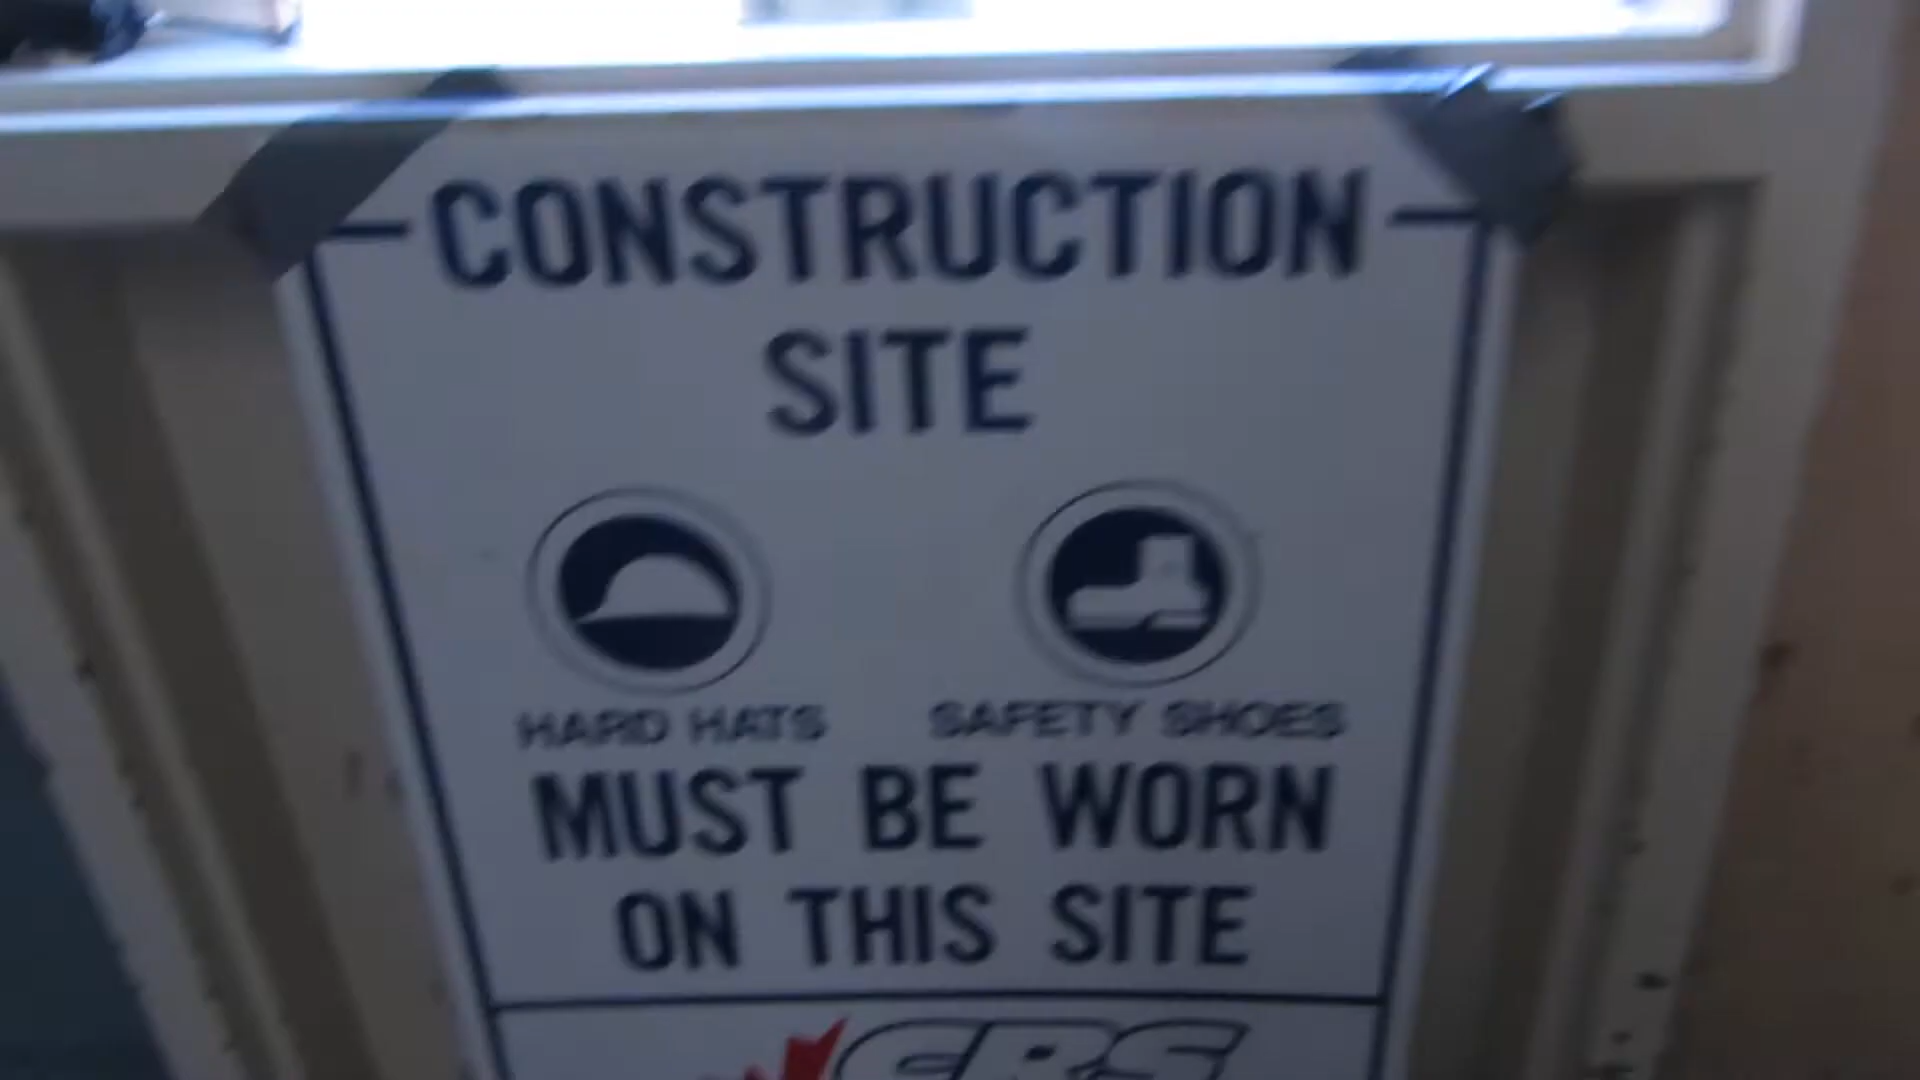 CONSTRUCTION
SITE
HARD HATS SAFETY SHOES
MUST BE WORN
ON THIS SITE